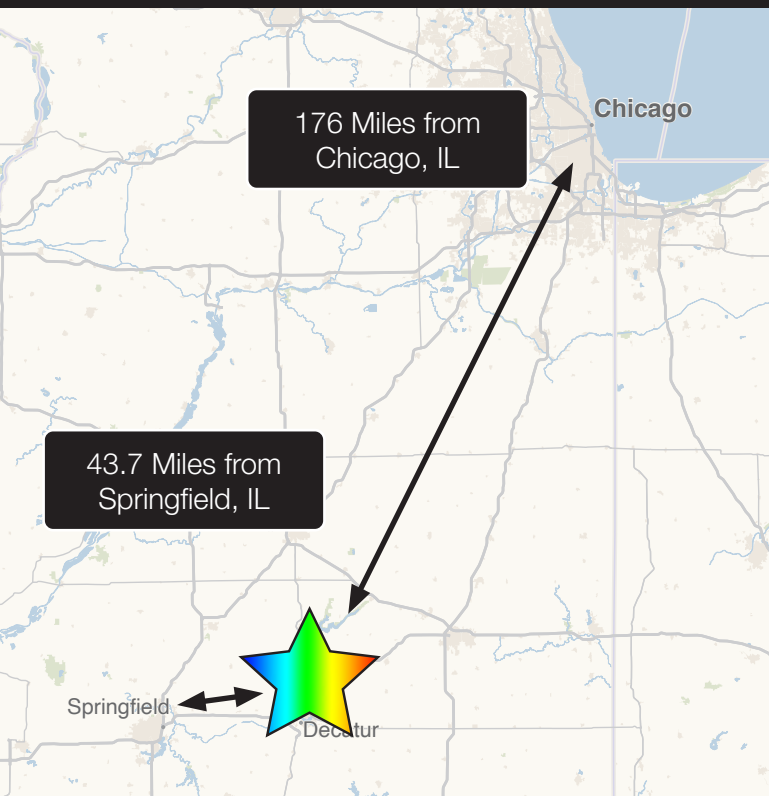 Chicago
176 Miles from
Chicago, IL
43.7 Miles from
Springfield, IL
Springfield
Decatur